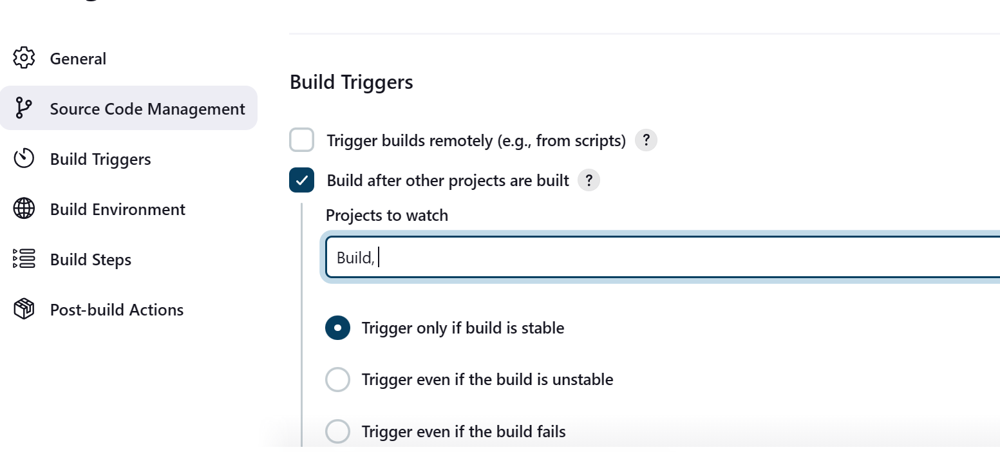 General
Source Code Management
Build Triggers
Build Environment
Build Steps
Post-build Actions
Build Triggers
Trigger builds remotely (e.g., from scripts) ?
Build after other projects are built ?
Projects to watch
Build,
Trigger only if build is stable
Trigger even if the build is unstable
Trigger even if the build fails